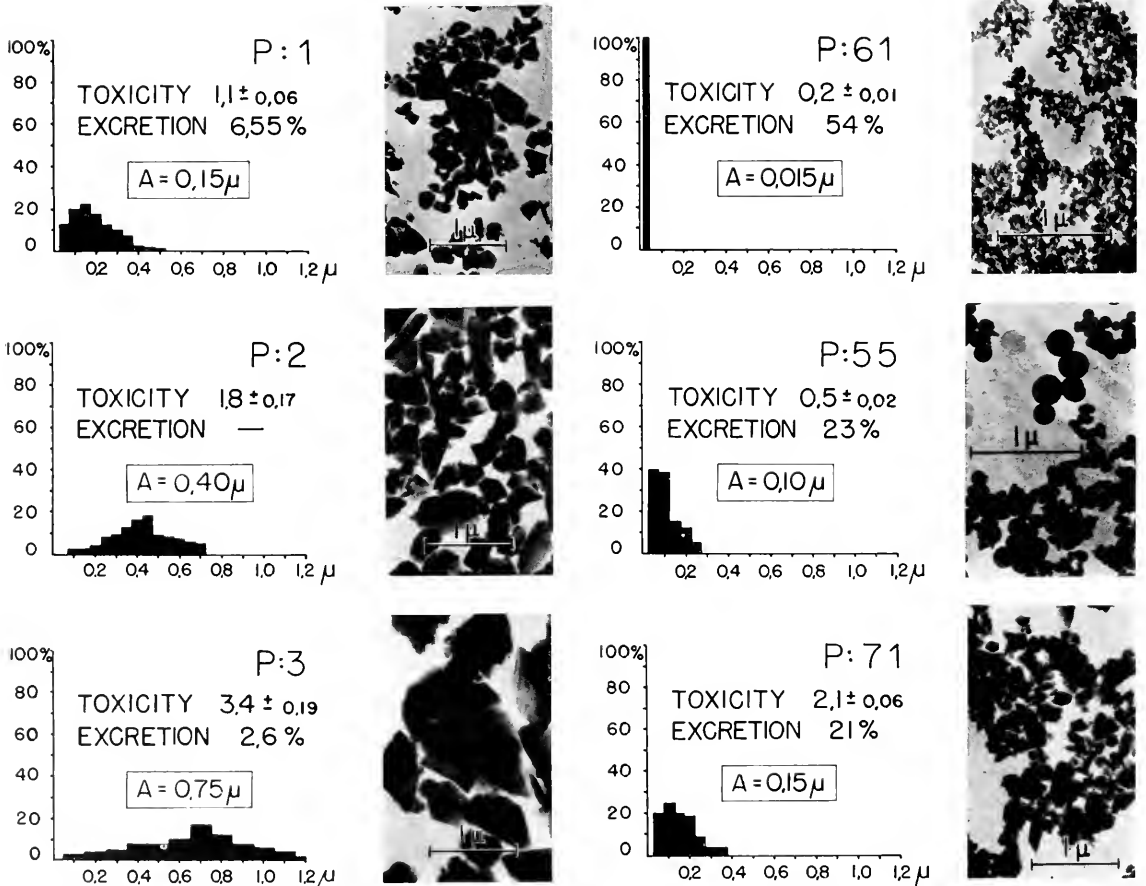 P:1
100%
80
60
40
20
0
TOXICITY 1,1 ± 0,06
EXCRETION 6,55 %
A = 0,15 μ
0,2 0,4 0,6 0,8 1,0 1,2 μ
1 μ
P:61
100%
80
60
40
20
0
TOXICITY 0,2 ± 0,01
EXCRETION 54 %
A = 0,015 μ
0,2 0,4 0,6 0,8 1,0 1,2 μ
1 μ
P:2
100%
80
60
40
20
0
TOXICITY 1,8 ± 0,17
EXCRETION —
A = 0,40 μ
0,2 0,4 0,6 0,8 1,0 1,2 μ
1 μ
P:55
100%
80
60
40
20
0
TOXICITY 0,5 ± 0,02
EXCRETION 23 %
A = 0,10 μ
0,2 0,4 0,6 0,8 1,0 1,2 μ
1 μ
P:3
100%
80
60
40
20
0
TOXICITY 3,4 ± 0,19
EXCRETION 2,6 %
A = 0,75 μ
0,2 0,4 0,6 0,8 1,0 1,2 μ
1 μ
P:71
100%
80
60
40
20
0
TOXICITY 2,1 ± 0,06
EXCRETION 21 %
A = 0,15 μ
0,2 0,4 0,6 0,8 1,0 1,2 μ
1 μ